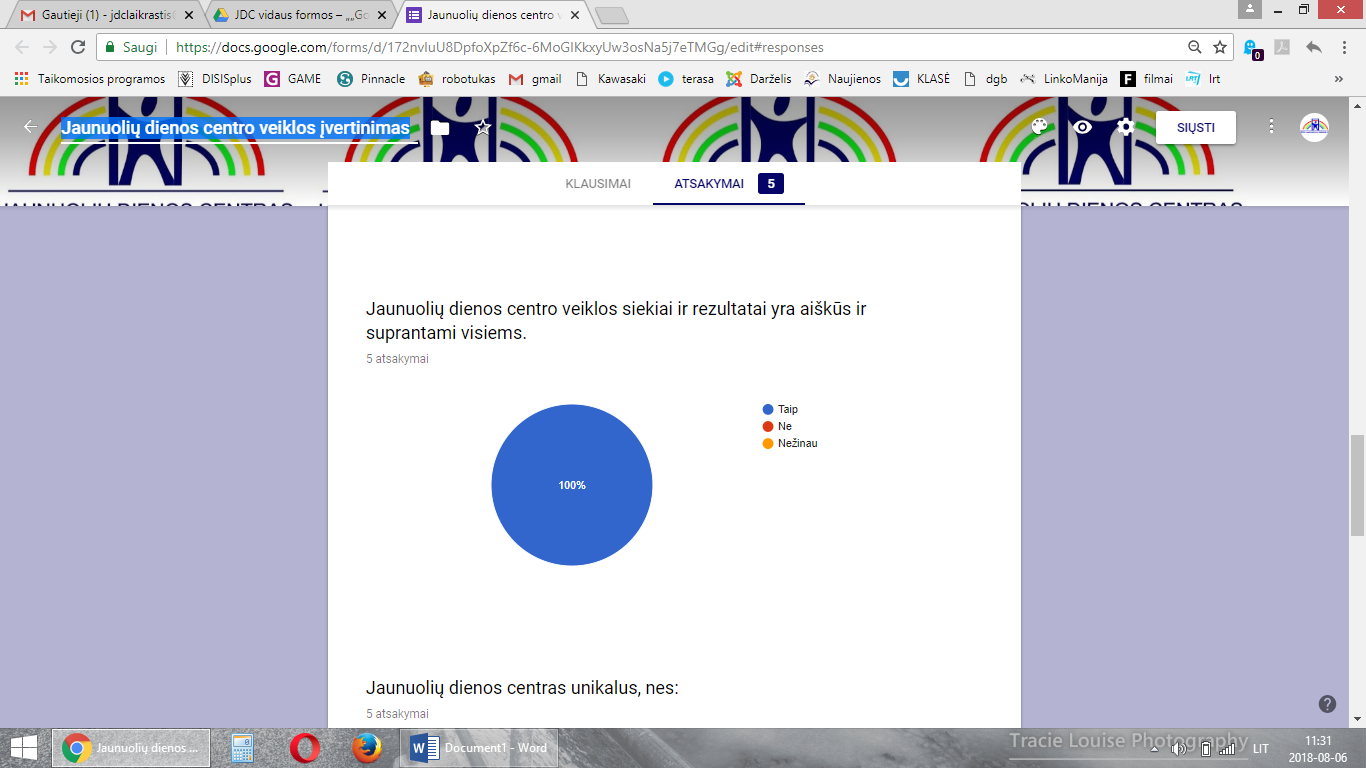 Gautieji (1) - jdclaikrastis
JDC vidaus formos – „„Go
Jaunuolių dienos centro v
Saugi
https://docs.google.com/forms/d/172nvluU8DpfoXpZf6c-6MoGIKkxyUw3osNa5j7eTMGg/edit#responses
0
Taikomosios programos
DISISplus
GAME
Pinnacle
robotukas
gmail
Kawasaki
terasa
Darželis
Naujienos
KLASĖ
dgb
LinkoManija
filmai
lrt
»
Jaunuolių dienos centro veiklos įvertinimas
SIŲSTI
KLAUSIMAI
ATSAKYMAI 5
Jaunuolių dienos centro veiklos siekiai ir rezultatai yra aiškūs ir
suprantami visiems.
5 atsakymai
Taip
Ne
Nežinau
100%
Jaunuolių dienos centras unikalus, nes:
5 atsakymai
Jaunuolių dienos ...
Document1 - Word
Tracie Louise Photography
LIT
11:31
2018-08-06